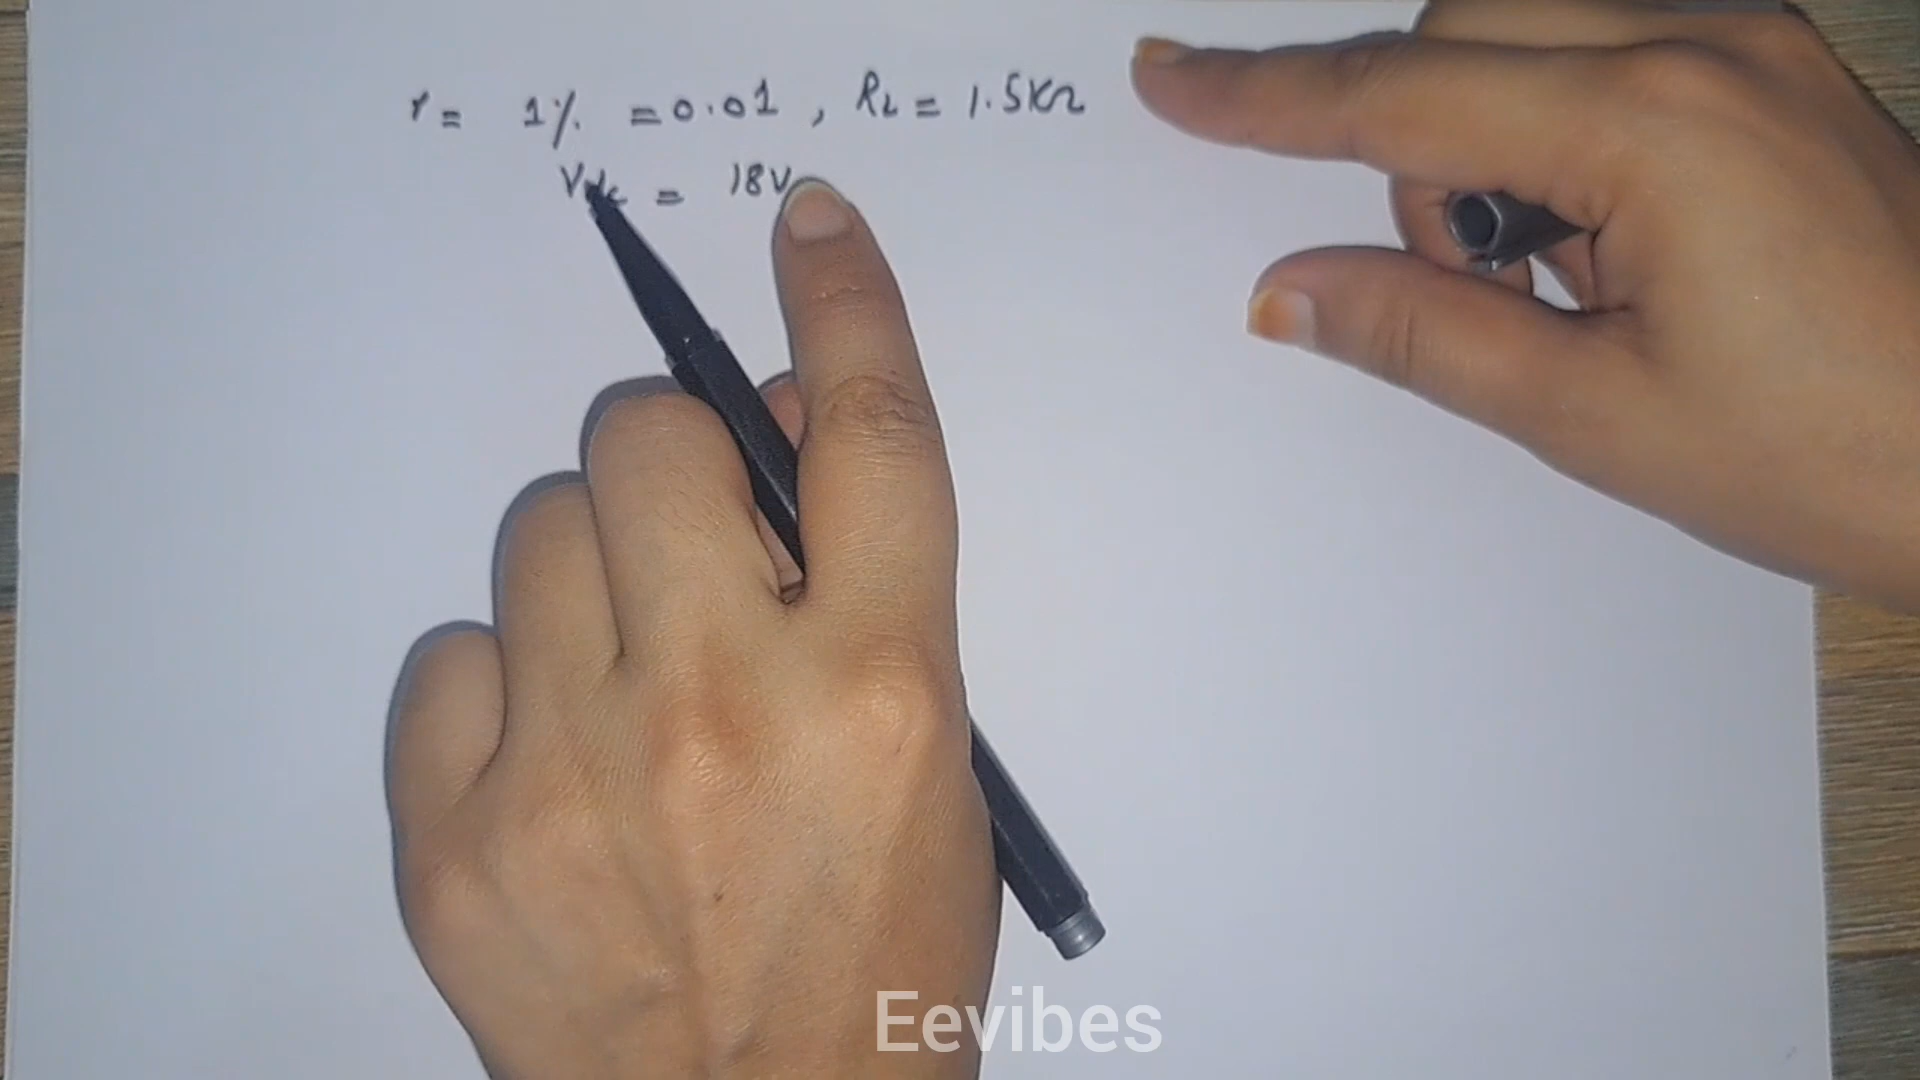 r = 1% = 0.01 , RL = 1.5KΩ
Vdc = 18V
Eevibes